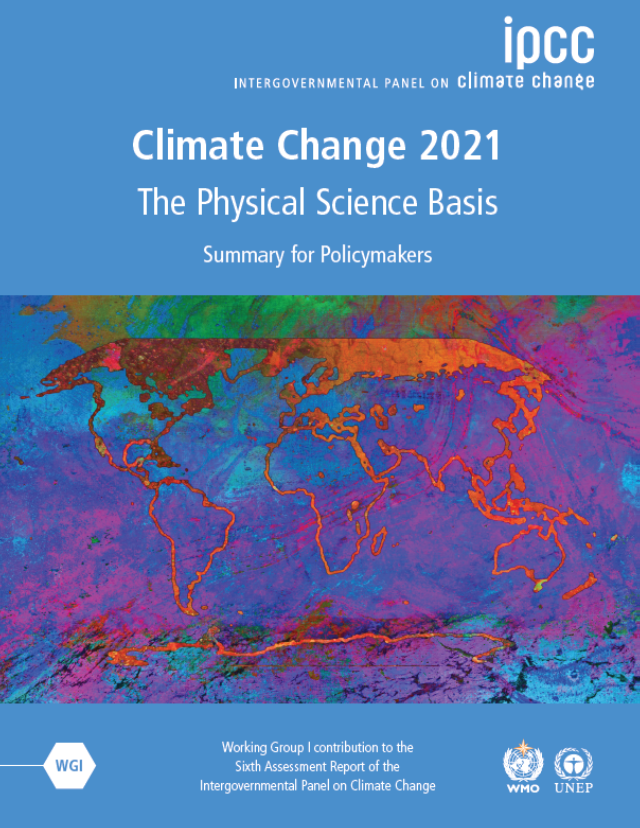 ipcc
INTERGOVERNMENTAL PANEL ON climate change
Climate Change 2021
The Physical Science Basis
Summary for Policymakers
WGI
Working Group I contribution to the
Sixth Assessment Report of the
Intergovernmental Panel on Climate Change
WMO
UNEP